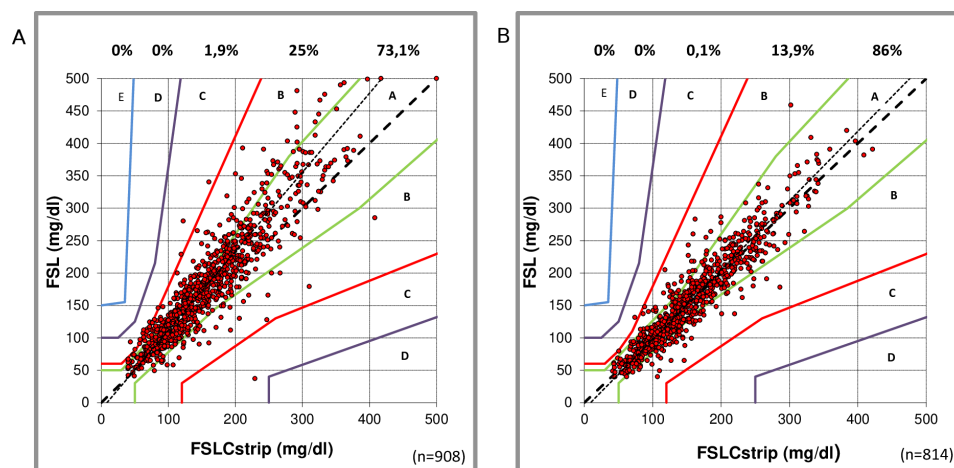 A
0% 0% 1,9% 25% 73,1%
E D C B A
B
C
D
500
450
400
350
300
250
200
150
100
50
0
FSL (mg/dl)
0 100 200 300 400 500
FSLCstrip (mg/dl)
(n=908)
B
0% 0% 0,1% 13,9% 86%
E D C B A
B
C
D
500
450
400
350
300
250
200
150
100
50
0
FSL (mg/dl)
0 100 200 300 400 500
FSLCstrip (mg/dl)
(n=814)